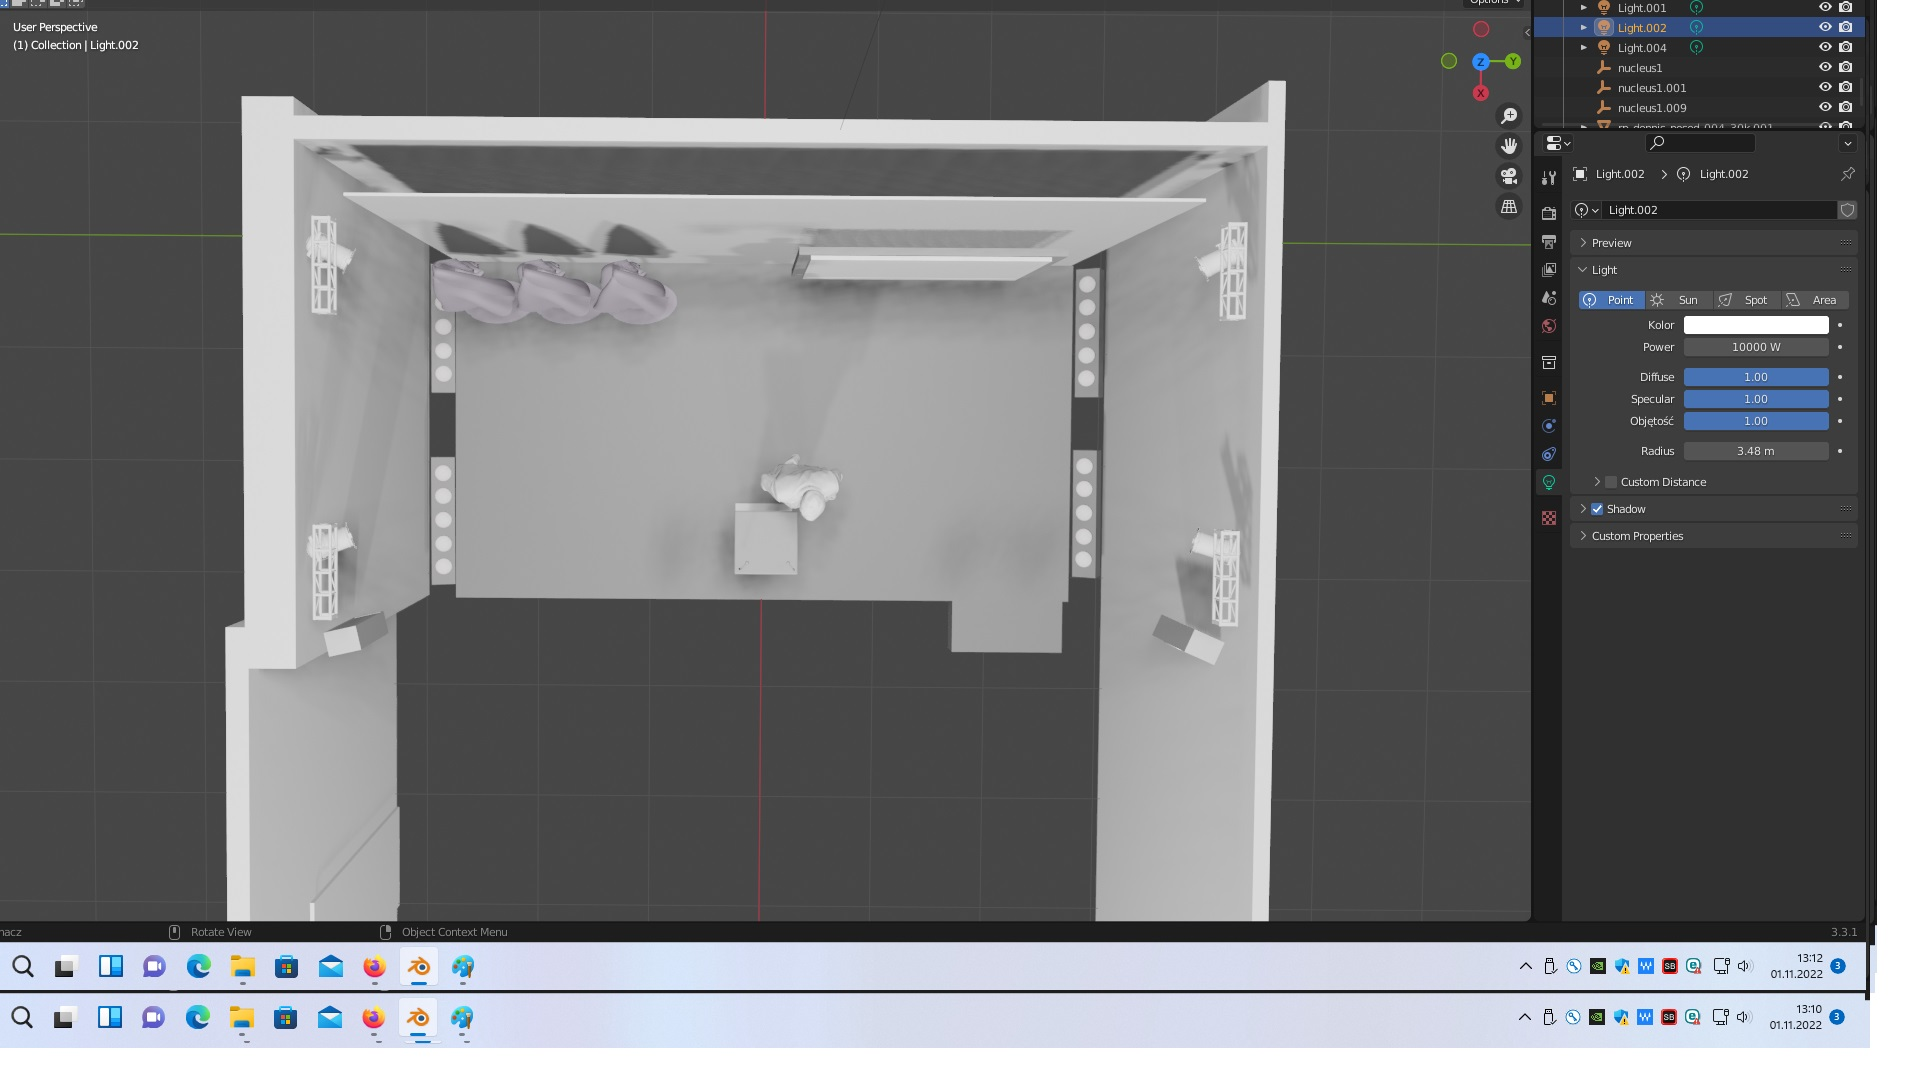 Options
User Perspective
(1) Collection | Light.002
Z
Y
X
Light.001
Light.002
Light.004
nucleus1
nucleus1.001
nucleus1.009
Light.002
Light.002
Light.002
Preview
Light
Point
Sun
Spot
Area
Kolor
Power
10000 W
Diffuse
1.00
Specular
1.00
Objętość
1.00
Radius
3.48 m
Custom Distance
Shadow
Custom Properties
nacz
Rotate View
Object Context Menu
3.3.1
SB
13:12
01.11.2022
3
SB
13:10
01.11.2022
3